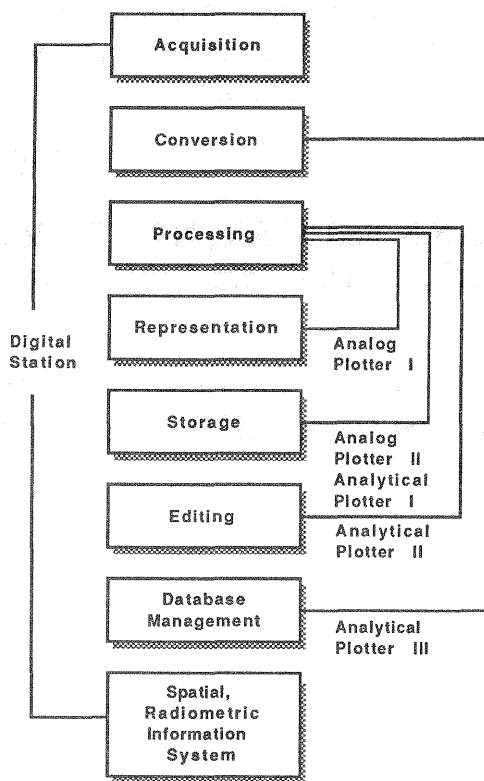 Acquisition
Conversion
Processing
Representation
Digital
Station
Analog
Plotter I
Storage
Analog
Plotter II
Analytical
Plotter I
Editing
Analytical
Plotter II
Database
Management
Analytical
Plotter III
Spatial,
Radiometric
Information
System